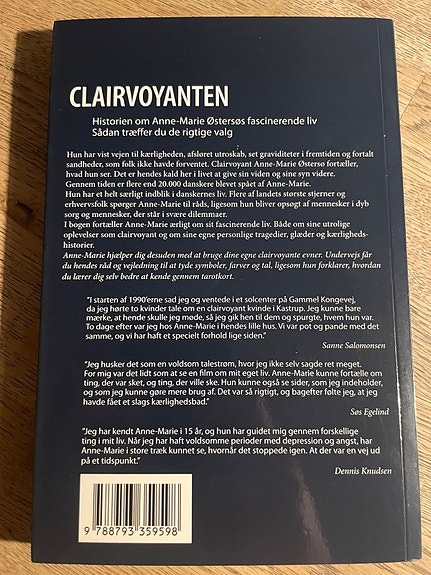 CLAIRVOYANTEN
Historien om Anne-Marie Østersøs fascinerende liv
Sådan træffer du de rigtige valg
Hun har vist vejen til kærligheden, afsløret utroskab, set graviditeter i fremtiden og fortalt
sandheder, som folk ikke havde forventet. Clairvoyant Anne-Marie Østersø fortæller,
hvad hun ser. Det er hendes kald her i livet at give sin viden og sine syn videre.
Gennem tiden er flere end 20.000 danskere blevet spået af Anne-Marie.
Hun har et helt særligt indblik i danskernes liv. Flere af landets største stjerner og
erhvervsfolk spørger Anne-Marie til råds, ligesom hun bliver opsøgt af mennesker i dyb
sorg og mennesker, der står i svære dilemmaer.
I bogen fortæller Anne-Marie ærligt om sit fascinerende liv. Både om sine utrolige
oplevelser som clairvoyant og om sine egne personlige tragedier, glæder og kærligheds-
historier.
Anne-Marie hjælper dig desuden med at bruge dine egne clairvoyante evner. Undervejs får
du hendes råd og vejledning til at tyde symboler, farver og tal, ligesom hun forklarer, hvordan
du lærer dig selv bedre at kende gennem tarotkort.
"I starten af 1990'erne sad jeg og ventede i et solcenter på Gammel Kongevej,
da jeg hørte to kvinder tale om en clairvoyant kvinde i Kastrup. Jeg kunne bare
mærke, at hende skulle jeg møde, så jeg gik hen til dem og spurgte, hvem hun var.
To dage efter var jeg hos Anne-Marie i hendes lille hus. Vi var pot og pande med det
samme, og vi har haft et specielt forhold lige siden."
Sanne Salomonsen
"Jeg husker det som en voldsom talestrøm, hvor jeg ikke selv sagde ret meget.
For mig var det lidt som at se en film om mit eget liv. Anne-Marie kunne fortælle om
ting, der var sket, og ting, der ville ske. Hun kunne også se sider, som jeg indeholder,
og som jeg kunne gøre mere brug af. Det var så rigtigt, og bagefter følte jeg, at jeg
havde fået et slags kærlighedsbad."
Søs Egelind
"Jeg har kendt Anne-Marie i 15 år, og hun har guidet mig gennem forskellige
ting i mit liv. Når jeg har haft voldsomme perioder med depression og angst, har
Anne-Marie i store træk kunnet se, hvornår det stoppede igen. At der var en vej ud
på et tidspunkt."
Dennis Knudsen
9 788793 359598